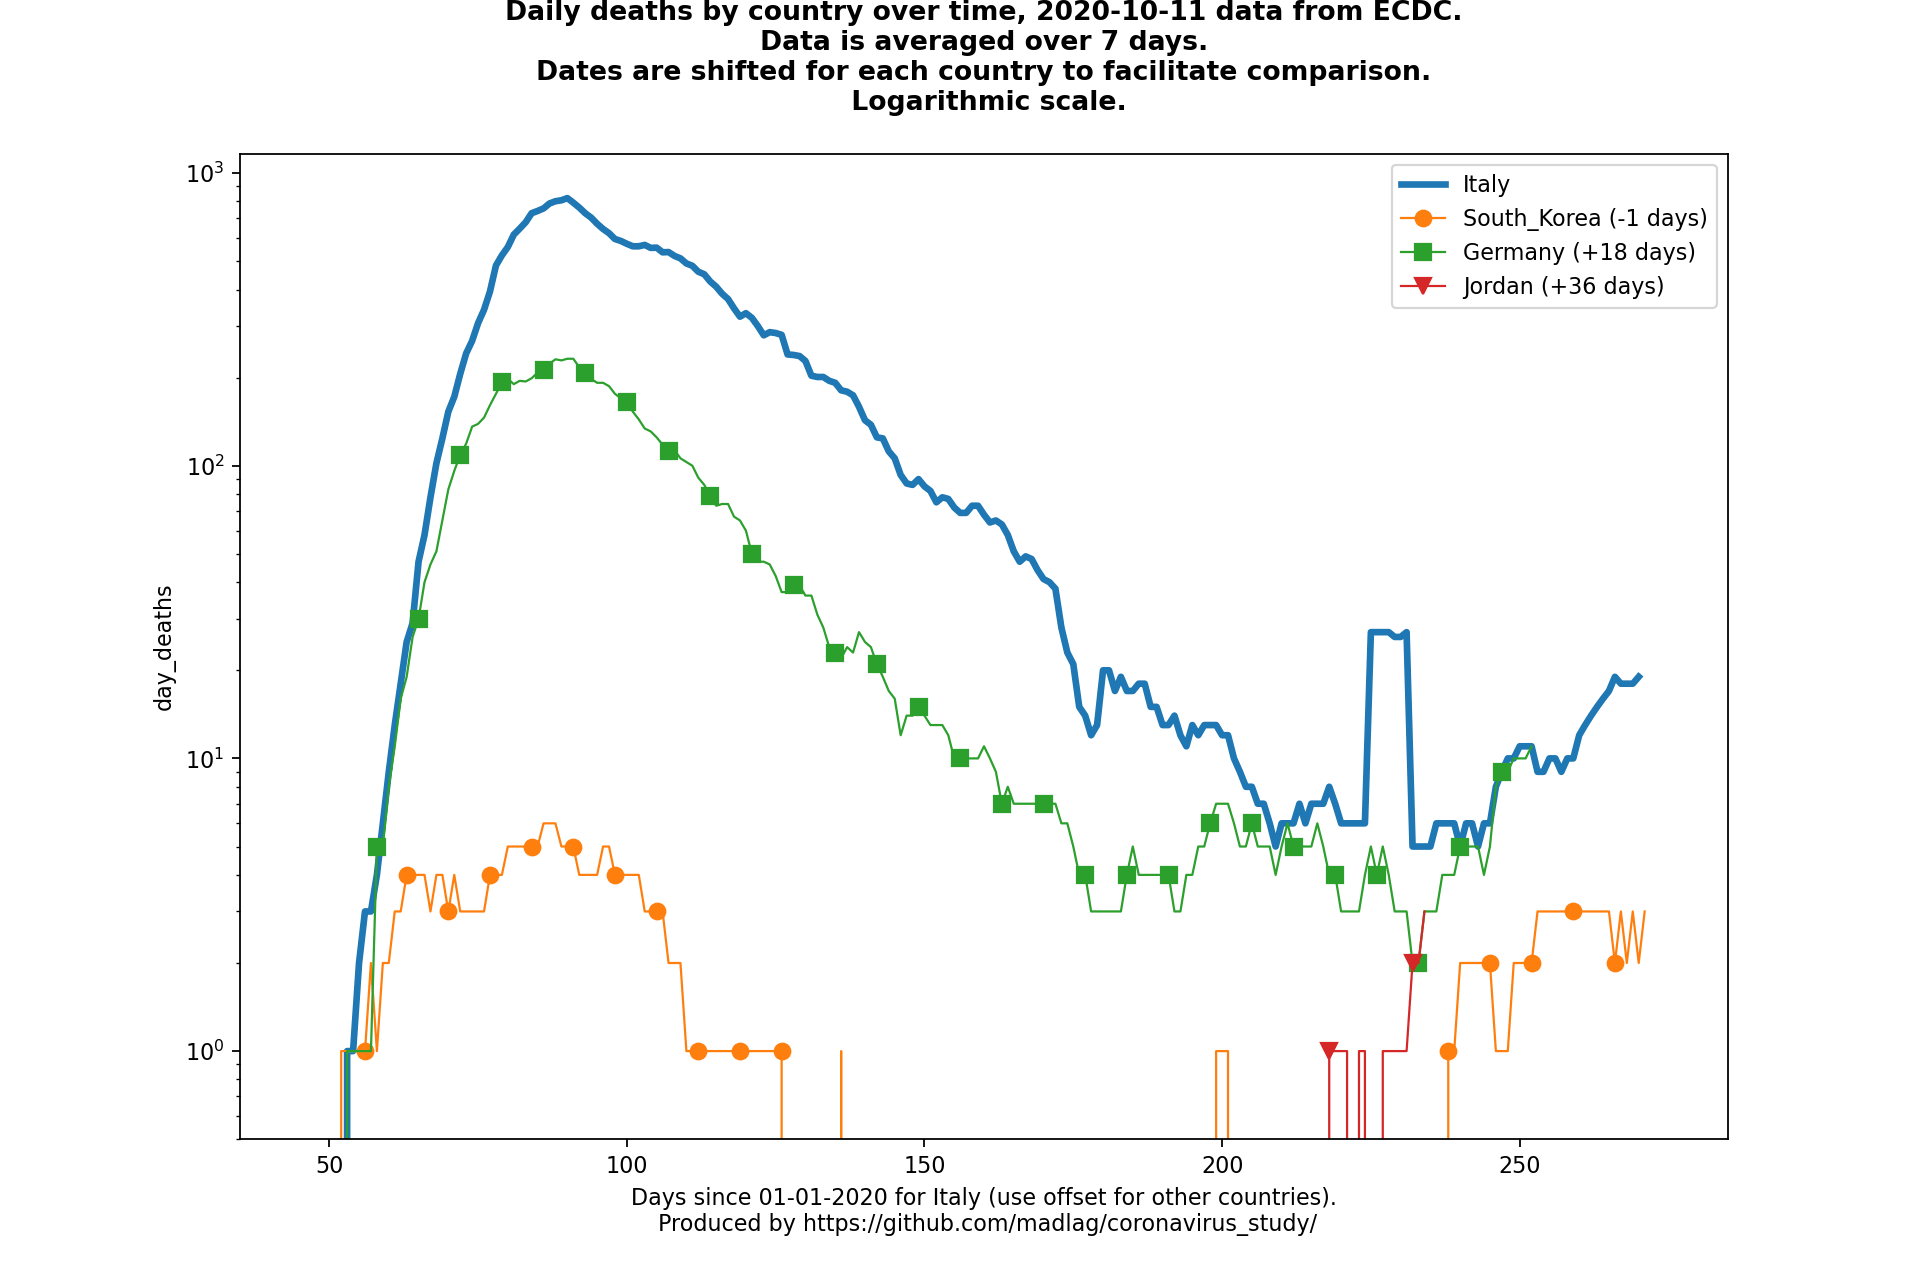 Daily deaths by country over time, 2020-10-11 data from ECDC.
Data is averaged over 7 days.
Dates are shifted for each country to facilitate comparison.
Logarithmic scale.
10³
10²
10¹
10⁰
day_deaths
Italy
South_Korea (-1 days)
Germany (+18 days)
Jordan (+36 days)
50
100
150
200
250
Days since 01-01-2020 for Italy (use offset for other countries).
Produced by https://github.com/madlag/coronavirus_study/